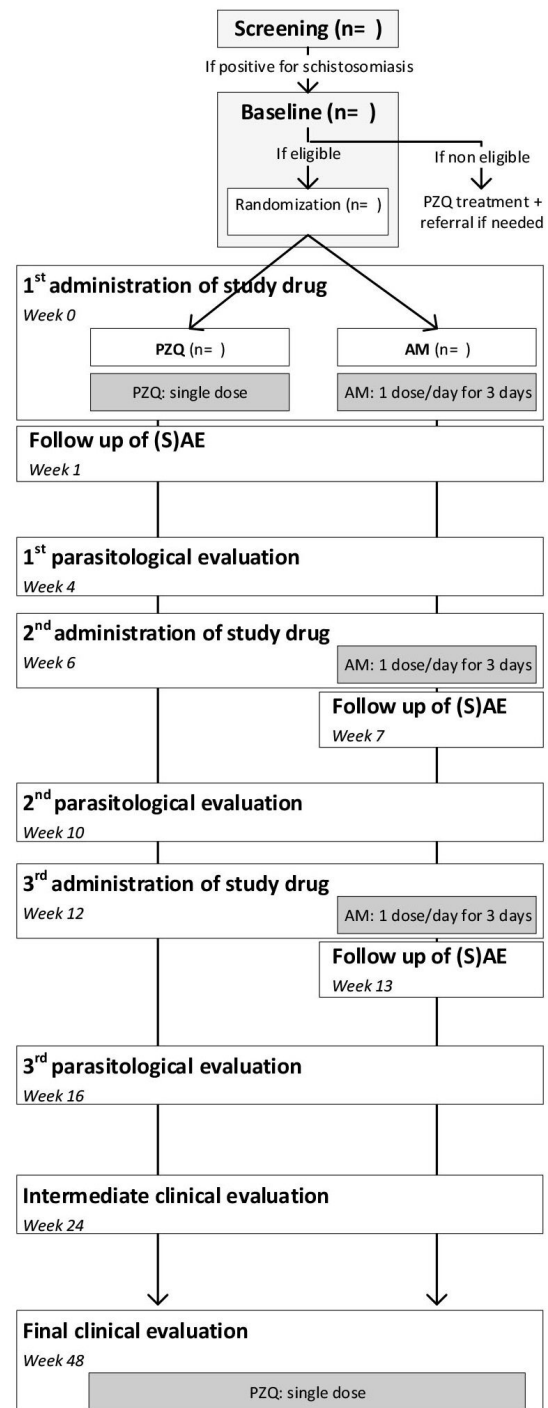 Screening (n=  )
If positive for schistosomiasis
Baseline (n=  )
If eligible
If non eligible
PZQ treatment +
referral if needed
Randomization (n=  )
1st administration of study drug
Week 0
PZQ (n=  )
AM (n=  )
PZQ: single dose
AM: 1 dose/day for 3 days
Follow up of (S)AE
Week 1
1st parasitological evaluation
Week 4
2nd administration of study drug
Week 6
AM: 1 dose/day for 3 days
Follow up of (S)AE
Week 7
2nd parasitological evaluation
Week 10
3rd administration of study drug
Week 12
AM: 1 dose/day for 3 days
Follow up of (S)AE
Week 13
3rd parasitological evaluation
Week 16
Intermediate clinical evaluation
Week 24
Final clinical evaluation
Week 48
PZQ: single dose